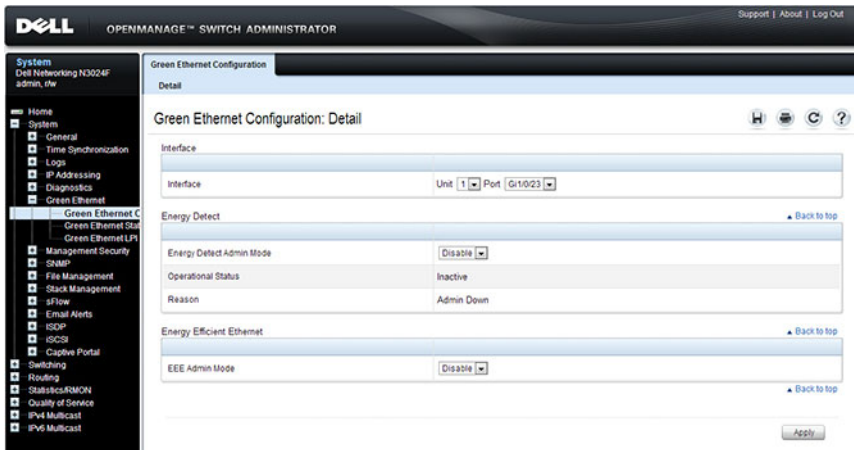 Support | About | Log Out
DELL OPENMANAGE™ SWITCH ADMINISTRATOR
System
Dell Networking N3024F
admin, r/w
Home
System
General
Time Synchronization
Logs
IP Addressing
Diagnostics
Green Ethernet
Green Ethernet C
Green Ethernet Stat
Green Ethernet LPI
Management Security
SNMP
File Management
Stack Management
sFlow
Email Alerts
ISDP
iSCSI
Captive Portal
Switching
Routing
Statistics/RMON
Quality of Service
IPv4 Multicast
IPv6 Multicast
Green Ethernet Configuration
Detail
Green Ethernet Configuration: Detail
Interface
Interface Unit 1 Port Gi1/0/23
Energy Detect Back to top
Energy Detect Admin Mode Disable
Operational Status Inactive
Reason Admin Down
Energy Efficient Ethernet Back to top
EEE Admin Mode Disable
Back to top
Apply